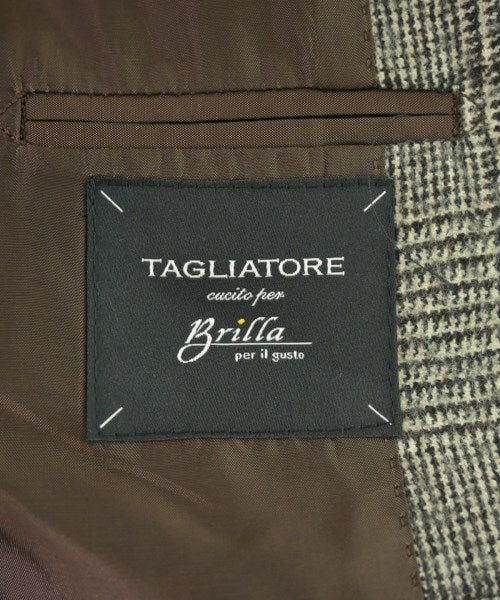 TAGLIATORE
cucito per
Brilla
per il gusto